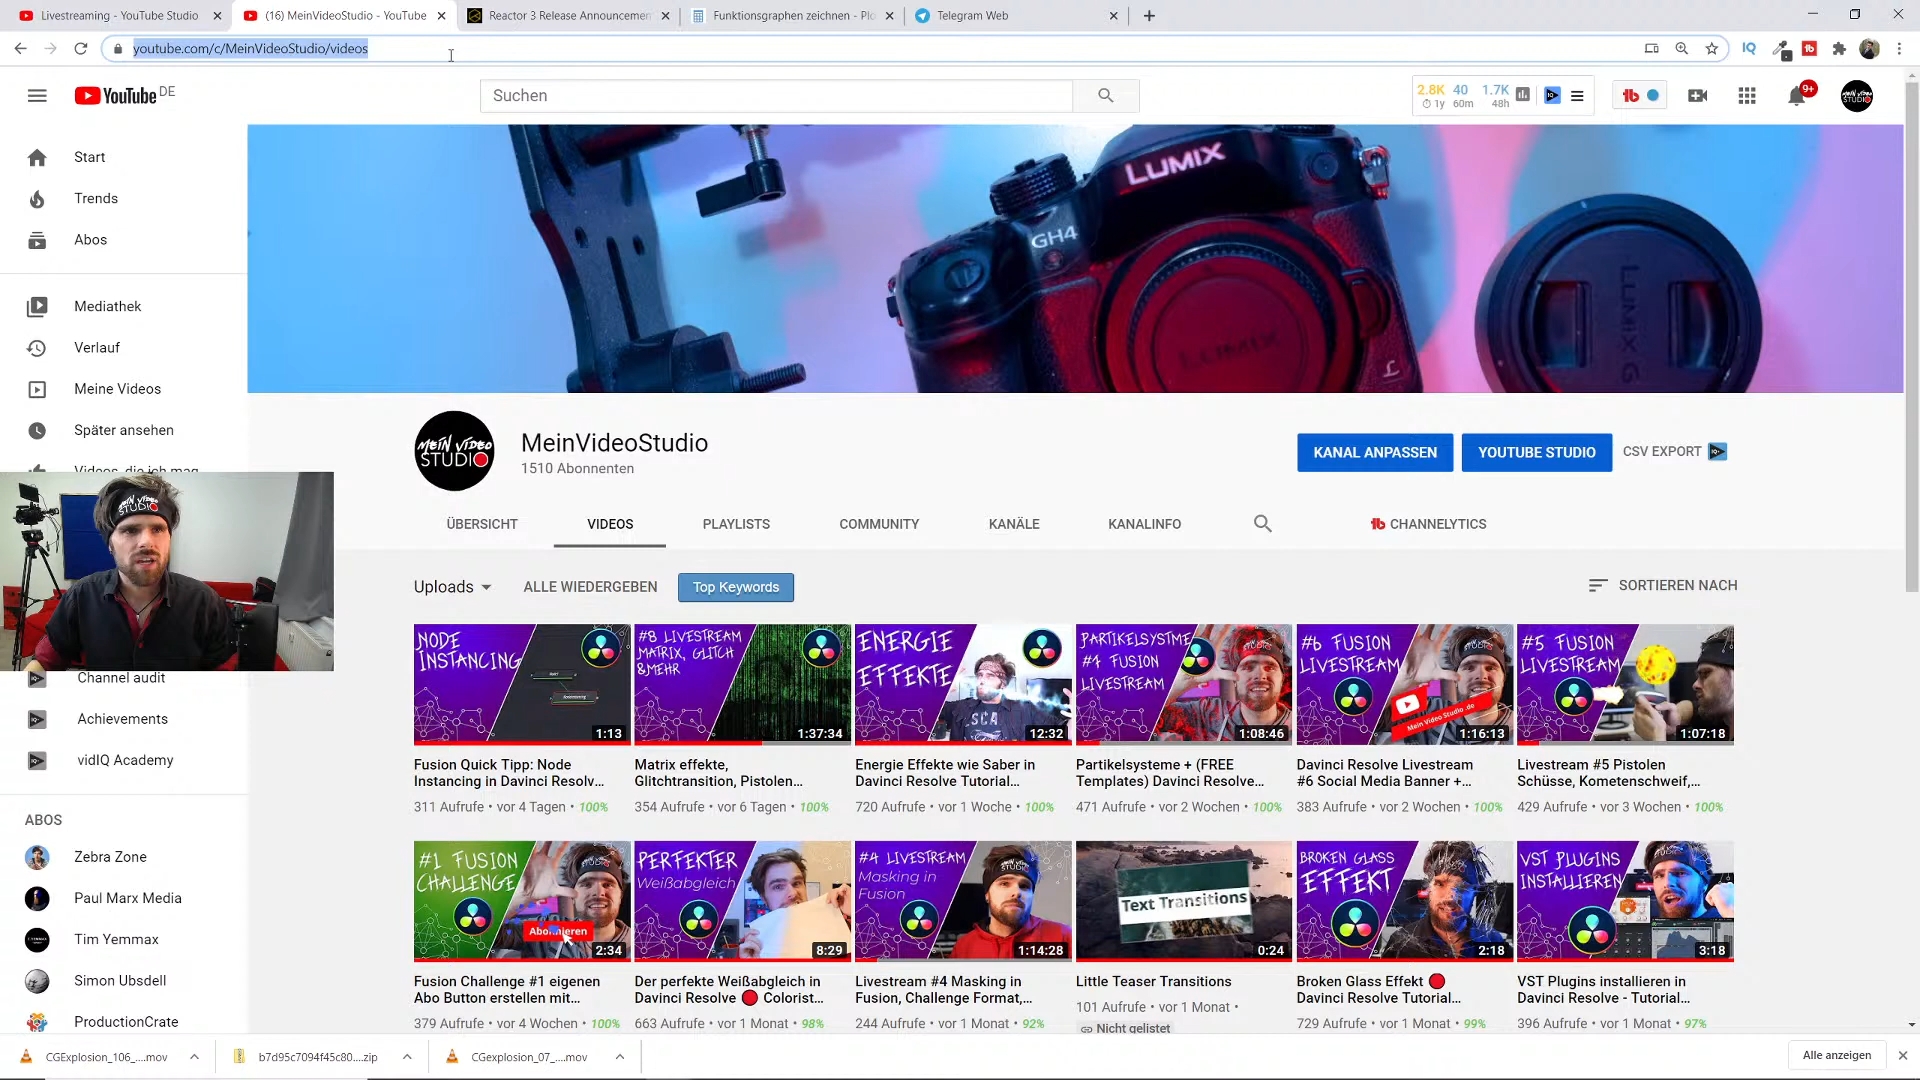 Livestreaming - YouTube Studio
(16) MeinVideoStudio - YouTube
Reactor 3 Release Announcemen
Funktionsgraphen zeichnen - Plo
Telegram Web
youtube.com/c/MeinVideoStudio/videos
IQ
YouTube DE
Suchen
2.8K 40 1.7K
1y 60m 48h
9+
Start
Trends
Abos
Mediathek
Verlauf
Meine Videos
Später ansehen
Videos, die ich mag
Channel audit
Achievements
vidIQ Academy
ABOS
Zebra Zone
Paul Marx Media
Tim Yemmax
Simon Ubsdell
ProductionCrate
LUMIX
GH4
LUMIX
L
LUMIX G
MEIN VIDEO
STUDIO
MeinVideoStudio
1510 Abonnenten
KANAL ANPASSEN
YOUTUBE STUDIO
CSV EXPORT
ÜBERSICHT
VIDEOS
PLAYLISTS
COMMUNITY
KANÄLE
KANALINFO
CHANNELYTICS
Uploads
ALLE WIEDERGEBEN
Top Keywords
SORTIEREN NACH
NODE
INSTANCING
1:13
Fusion Quick Tipp: Node
Instancing in Davinci Resolv...
311 Aufrufe • vor 4 Tagen • 100%
#8 LIVESTREAM
MATRIX, GLITCH
&MEHR
1:37:34
Matrix effekte,
Glitchtransition, Pistolen...
354 Aufrufe • vor 6 Tagen • 100%
ENERGIE
EFFEKTE
12:32
Energie Effekte wie Saber in
Davinci Resolve Tutorial...
720 Aufrufe • vor 1 Woche • 100%
PARTIKELSYSTME
#4 FUSION
LIVESTREAM
1:08:46
Partikelsysteme + (FREE
Templates) Davinci Resolve...
471 Aufrufe • vor 2 Wochen • 100%
#6 FUSION
LIVESTREAM
Mein Video Studio .de
1:16:13
Davinci Resolve Livestream
#6 Social Media Banner +...
383 Aufrufe • vor 2 Wochen • 100%
#5 FUSION
LIVESTREAM
1:07:18
Livestream #5 Pistolen
Schüsse, Kometenschweif,...
429 Aufrufe • vor 3 Wochen • 100%
#1 FUSION
CHALLENGE
Abonnieren
2:34
Fusion Challenge #1 eigenen
Abo Button erstellen mit...
379 Aufrufe • vor 4 Wochen • 100%
PERFEKTER
Weißabgleich
8:29
Der perfekte Weißabgleich in
Davinci Resolve 🔴 Colorist...
663 Aufrufe • vor 1 Monat • 98%
#4 LIVESTREAM
Masking in
Fusion
1:14:28
Livestream #4 Masking in
Fusion, Challenge Format,...
244 Aufrufe • vor 1 Monat • 92%
Text Transitions
0:24
Little Teaser Transitions
101 Aufrufe • vor 1 Monat •
Nicht gelistet
BROKEN GLASS
EFFEKT
2:18
Broken Glass Effekt 🔴
Davinci Resolve Tutorial...
729 Aufrufe • vor 1 Monat • 99%
VST PLUGINS
INSTALLIEREN
3:18
VST Plugins installieren in
Davinci Resolve - Tutorial...
396 Aufrufe • vor 1 Monat • 97%
CGExplosion_106_....mov
b7d95c7094f45c80....zip
CGexplosion_07_....mov
Alle anzeigen